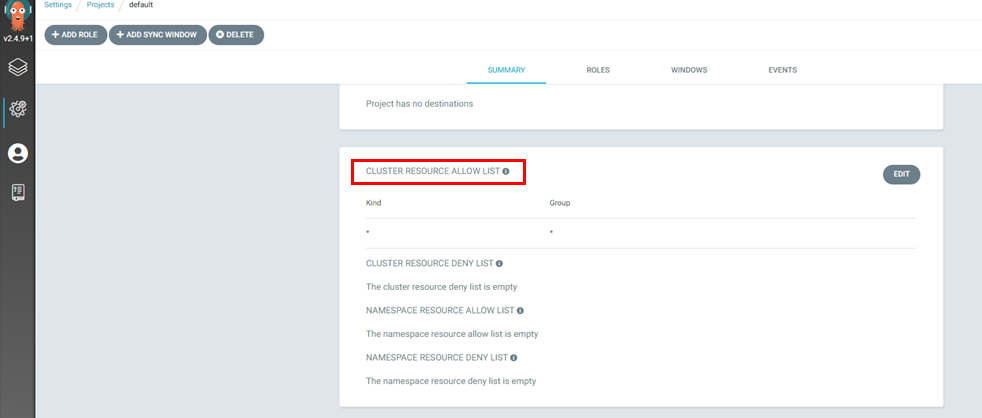 Settings / Projects / default
v2.4.9+1
ADD ROLE ADD SYNC WINDOW DELETE
SUMMARY ROLES WINDOWS EVENTS
Project has no destinations
CLUSTER RESOURCE ALLOW LIST
EDIT
Kind Group
* *
CLUSTER RESOURCE DENY LIST
The cluster resource deny list is empty
NAMESPACE RESOURCE ALLOW LIST
The namespace resource allow list is empty
NAMESPACE RESOURCE DENY LIST
The namespace resource deny list is empty